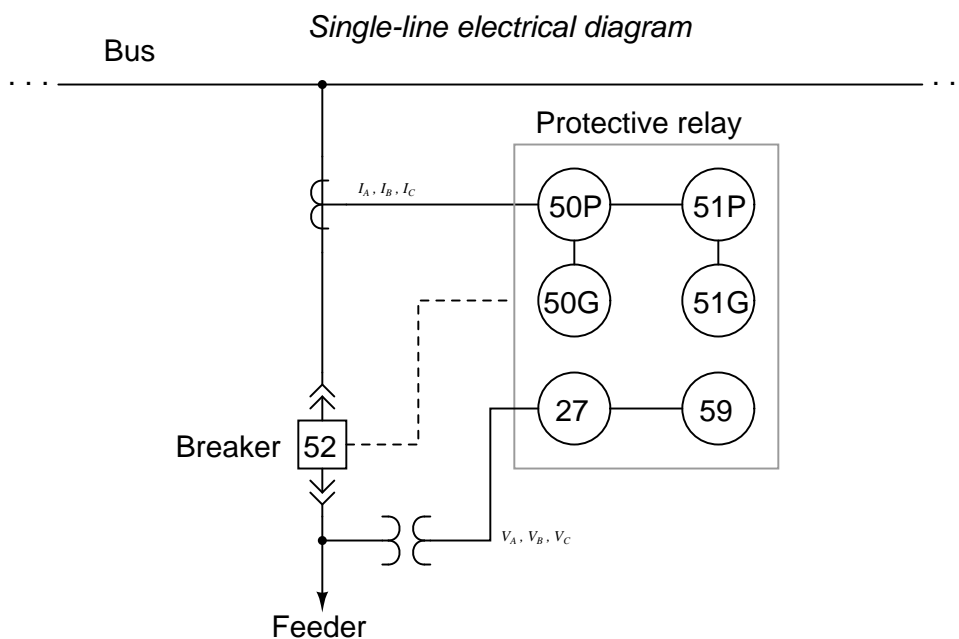 Single-line electrical diagram
Bus
. . .
. .
Protective relay
I_A , I_B , I_C
50P
51P
50G
51G
27
59
Breaker
52
V_A , V_B , V_C
Feeder